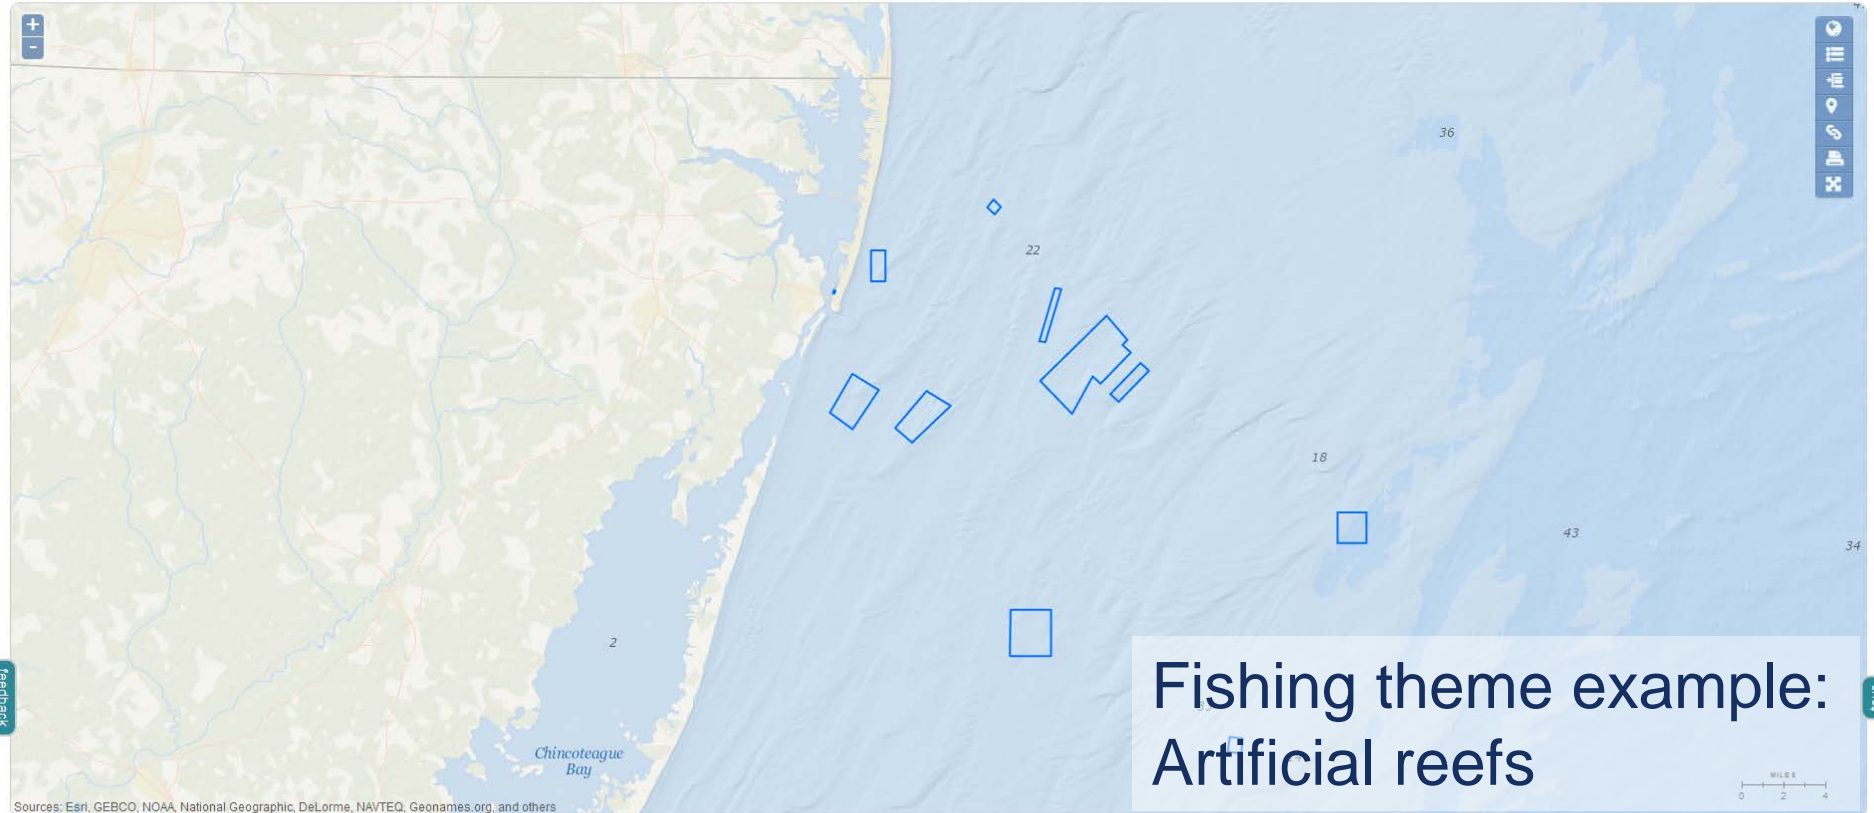 +
-
36
22
18
43
34
2
feedback
Chincoteague
Bay
Fishing theme example:
Artificial reefs
MILES
0 2 4
Sources: Esri, GEBCO, NOAA, National Geographic, DeLorme, NAVTEQ, Geonames.org, and others